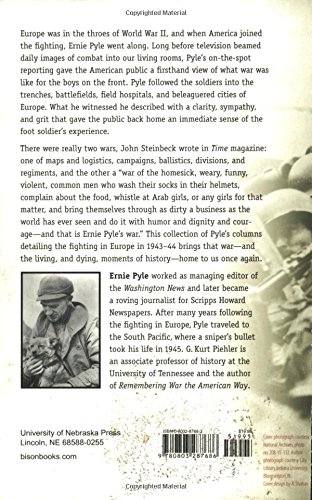 Europe was in the throes of World War II, and when America joined
the fighting, Ernie Pyle went along. Long before television beamed
daily images of combat into our living rooms, Pyle's on-the-spot
reporting gave the American public a firsthand view of what war was
like for the boys on the front. Pyle followed the soldiers into the
trenches, battlefields, field hospitals, and beleaguered cities of
Europe. What he witnessed he described with a clarity, sympathy,
and grit that gave the public back home an immediate sense of the
foot soldier's experience.
There were really two wars, John Steinbeck wrote in Time magazine:
one of maps and logistics, campaigns, ballistics, divisions, and
regiments, and the other a "war of the homesick, weary, funny,
violent, common men who wash their socks in their helmets,
complain about the food, whistle at Arab girls, or any girls for that
matter, and bring themselves through as dirty a business as the
world has ever seen and do it with humor and dignity and cour-
age—and that is Ernie Pyle's war." This collection of Pyle's columns
detailing the fighting in Europe in 1943–44 brings that war—and
the living, and dying, moments of history—home to us once again.
Ernie Pyle worked as managing editor of
the Washington News and later became
a roving journalist for Scripps Howard
Newspapers. After many years following
the fighting in Europe, Pyle traveled to
the South Pacific, where a sniper's bullet
took his life in 1945. G. Kurt Piehler is
an associate professor of history at the
University of Tennessee and the author
of Remembering War the American Way.
University of Nebraska Press
Lincoln, NE 68588-0255
bisonbooks.com
ISBN 0-8032-8768-2
51995
9 780803 287686
Cover photograph courtesy
National Archives, photo
Author
photograph courtesy Lilly
Library, Indiana University,
Bloomington, IN.
Cover design by A. Shahan